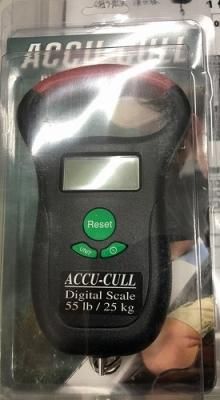 ACCU-CULL
Reset
UNIT
ACCU-CULL
Digital Scale
55 lb / 25 kg